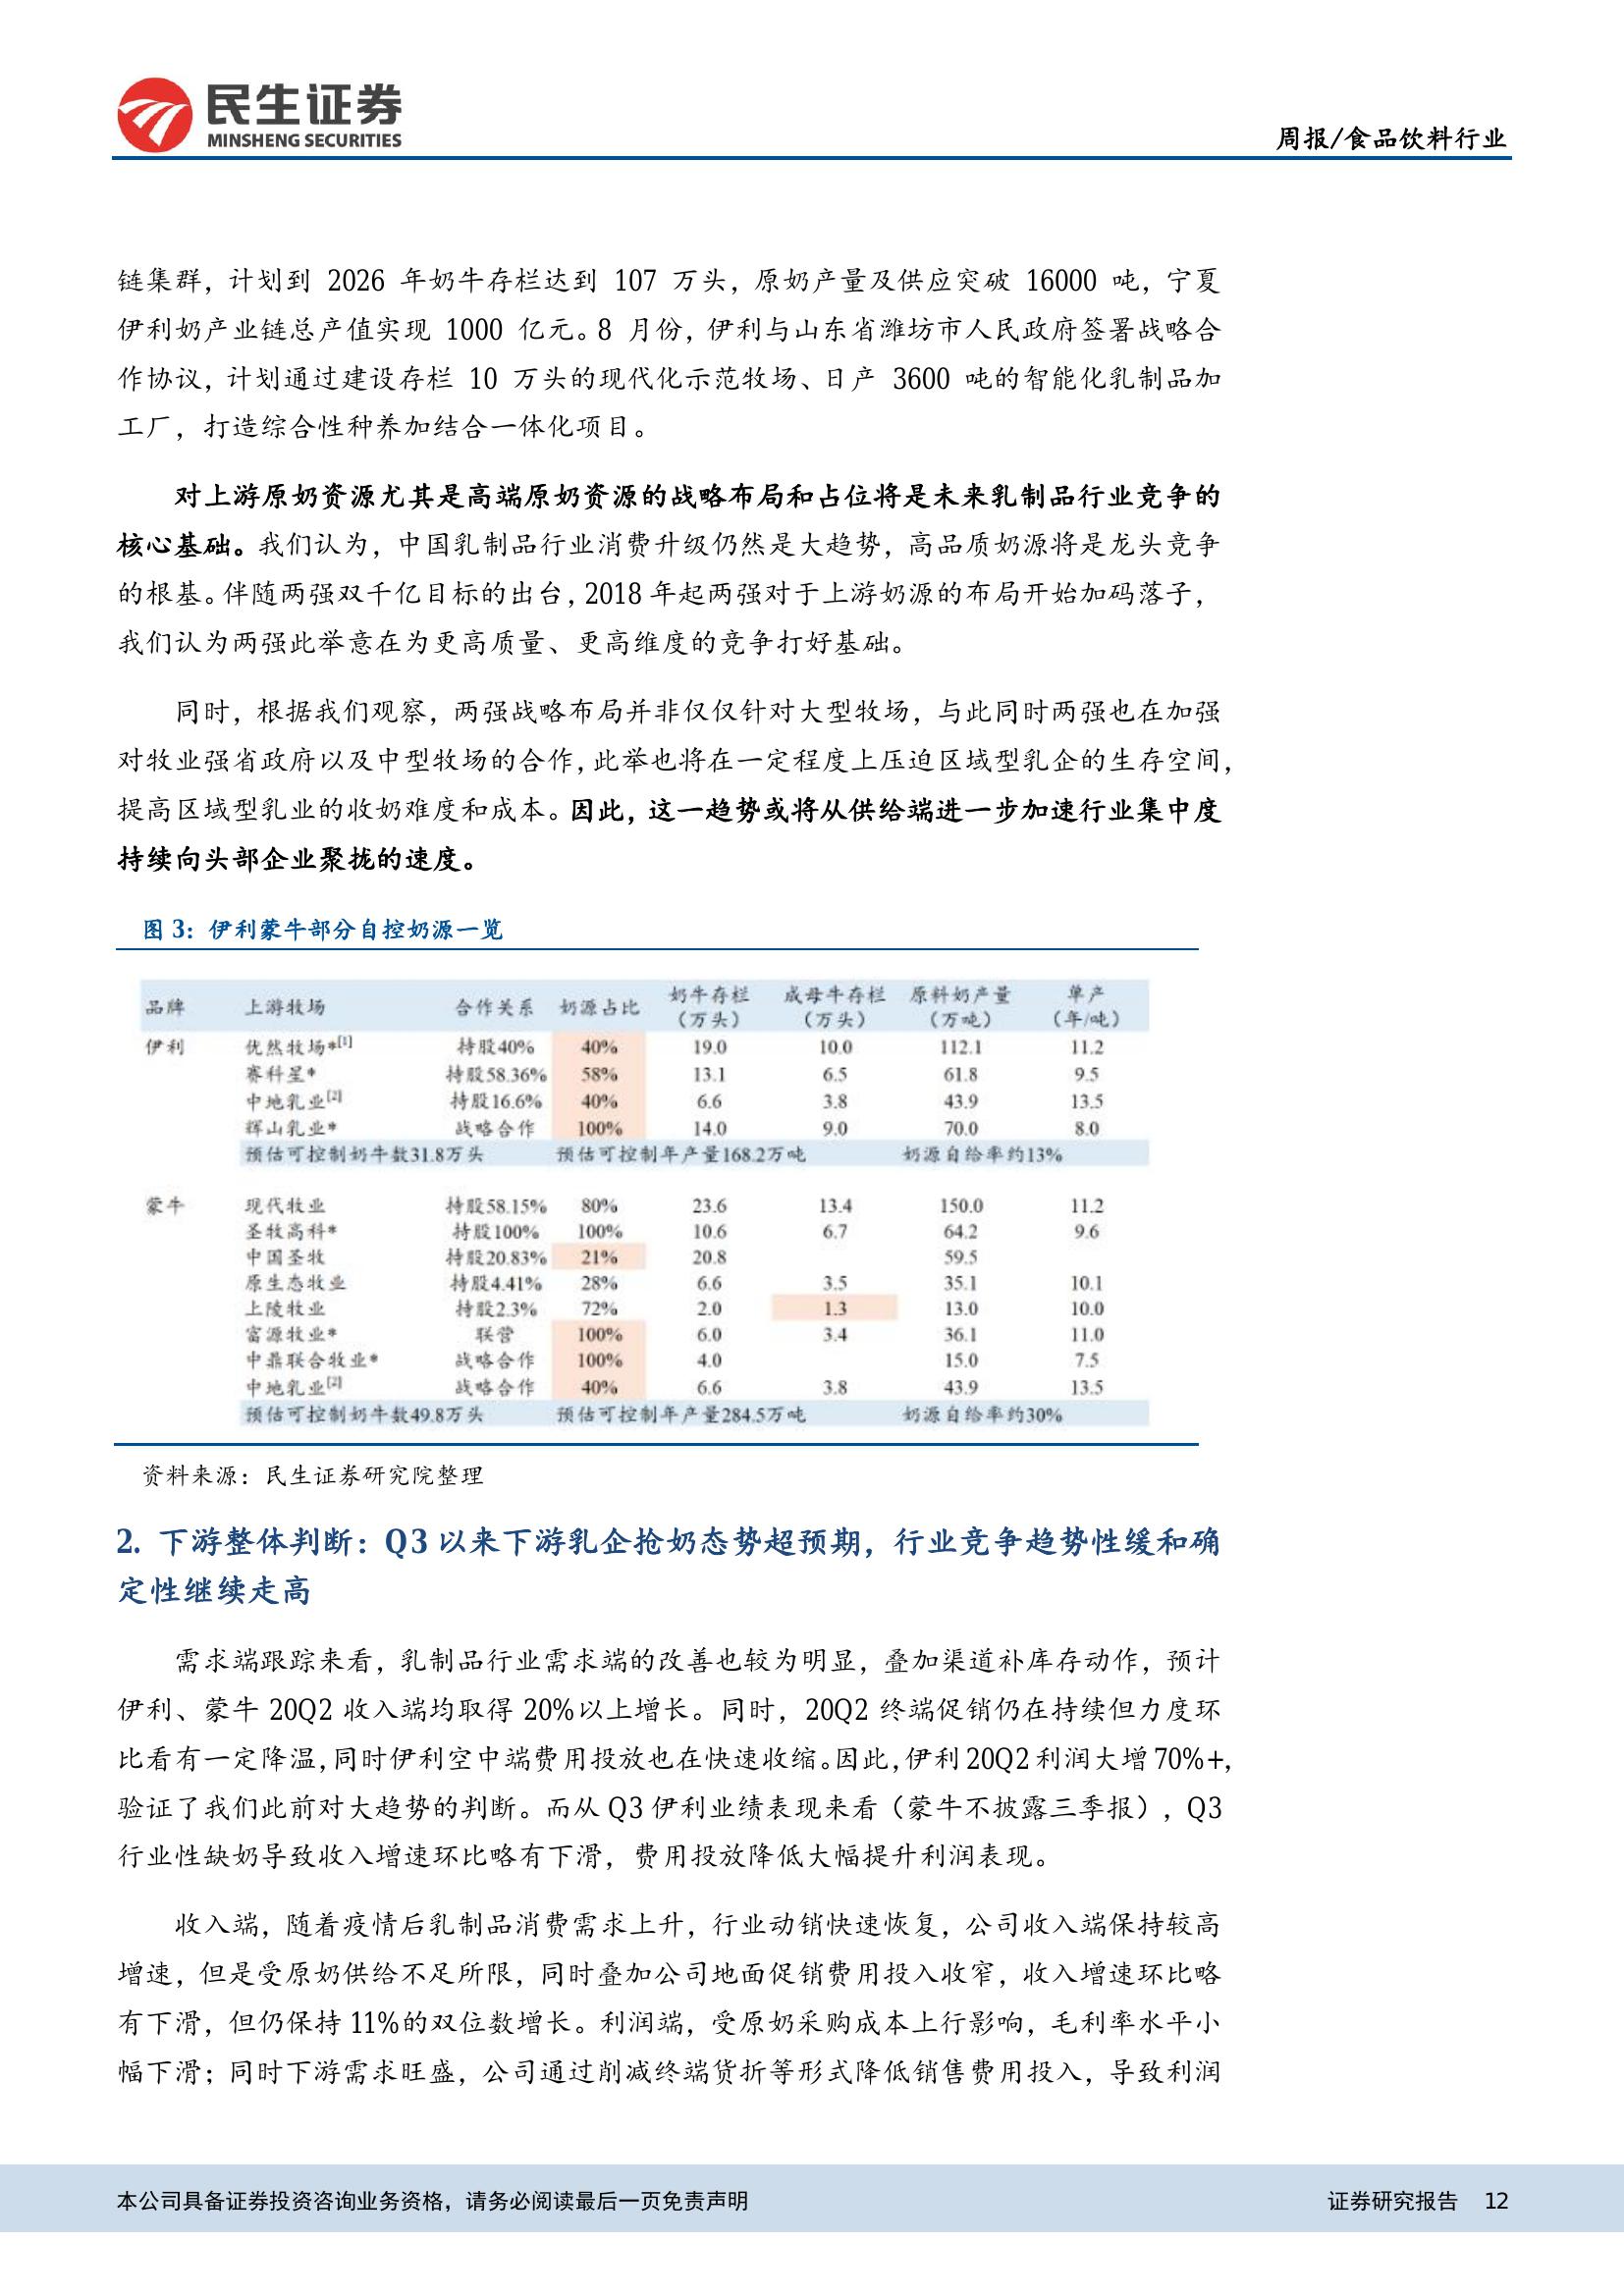 民生证券
MINSHENG SECURITIES
周报/食品饮料行业
链集群，计划到 2026 年奶牛存栏达到 107 万头，原奶产量及供应突破 16000 吨，宁夏
伊利奶产业链总产值实现 1000 亿元。8 月份，伊利与山东省潍坊市人民政府签署战略合
作协议，计划通过建设存栏 10 万头的现代化示范牧场、日产 3600 吨的智能化乳制品加
工厂，打造综合性种养加结合一体化项目。
对上游原奶资源尤其是高端原奶资源的战略布局和占位将是未来乳制品行业竞争的
核心基础。我们认为，中国乳制品行业消费升级仍然是大趋势，高品质奶源将是龙头竞争
的根基。伴随两强双千亿目标的出台，2018 年起两强对于上游奶源的布局开始加码落子，
我们认为两强此举意在为更高质量、更高维度的竞争打好基础。
同时，根据我们观察，两强战略布局并非仅仅针对大型牧场，与此同时两强也在加强
对牧业强省政府以及中型牧场的合作，此举也将在一定程度上压迫区域型乳企的生存空间，
提高区域型乳业的收奶难度和成本。因此，这一趋势或将从供给端进一步加速行业集中度
持续向头部企业聚拢的速度。
图 3：伊利蒙牛部分自控奶源一览
品牌 上游牧场 合作关系 奶源占比 奶牛存栏（万头） 成母牛存栏（万头） 原料奶产量（万吨） 单产（年/吨）
伊利 优然牧场*[1] 持股40% 40% 19.0 10.0 112.1 11.2
赛科星* 持股58.36% 58% 13.1 6.5 61.8 9.5
中地乳业[2] 持股16.6% 40% 6.6 3.8 43.9 13.5
辉山乳业* 战略合作 100% 14.0 9.0 70.0 8.0
预估可控制奶牛数31.8万头 预估可控制年产量168.2万吨 奶源自给率约13%
蒙牛 现代牧业 持股58.15% 80% 23.6 13.4 150.0 11.2
圣牧高科* 持股100% 100% 10.6 6.7 64.2 9.6
中国圣牧 持股20.83% 21% 20.8 59.5
原生态牧业 持股4.41% 28% 6.6 3.5 35.1 10.1
上陵牧业 持股2.3% 72% 2.0 1.3 13.0 10.0
富源牧业* 联营 100% 6.0 3.4 36.1 11.0
中鼎联合牧业* 战略合作 100% 4.0 15.0 7.5
中地乳业[2] 战略合作 40% 6.6 3.8 43.9 13.5
预估可控制奶牛数49.8万头 预估可控制年产量284.5万吨 奶源自给率约30%
资料来源：民生证券研究院整理
2. 下游整体判断：Q3 以来下游乳企抢奶态势超预期，行业竞争趋势性缓和确
定性继续走高
需求端跟踪来看，乳制品行业需求端的改善也较为明显，叠加渠道补库存动作，预计
伊利、蒙牛 20Q2 收入端均取得 20%以上增长。同时，20Q2 终端促销仍在持续但力度环
比看有一定降温，同时伊利空中端费用投放也在快速收缩。因此，伊利 20Q2 利润大增 70%+，
验证了我们此前对大趋势的判断。而从 Q3 伊利业绩表现来看（蒙牛不披露三季报），Q3
行业性缺奶导致收入增速环比略有下滑，费用投放降低大幅提升利润表现。
收入端，随着疫情后乳制品消费需求上升，行业动销快速恢复，公司收入端保持较高
增速，但是受原奶供给不足所限，同时叠加公司地面促销费用投入收窄，收入增速环比略
有下滑，但仍保持 11%的双位数增长。利润端，受原奶采购成本上行影响，毛利率水平小
幅下滑；同时下游需求旺盛，公司通过削减终端货折等形式降低销售费用投入，导致利润
本公司具备证券投资咨询业务资格，请务必阅读最后一页免责声明
证券研究报告 12